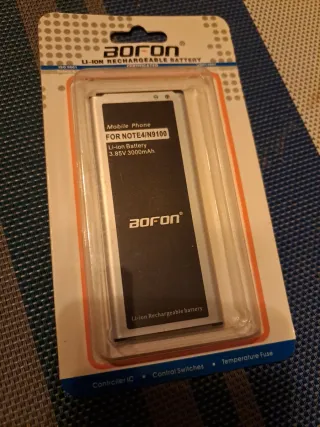 BOFON
LI-ION RECHARGEABLE BATTERY
Mobile Phone
FOR NOTE4/N9100
Li-ion Battery
3.85V 3000mAh
BOFON
Li-ion Rechargeable battery
Controller IC • Control Switches • Temperature Fuse